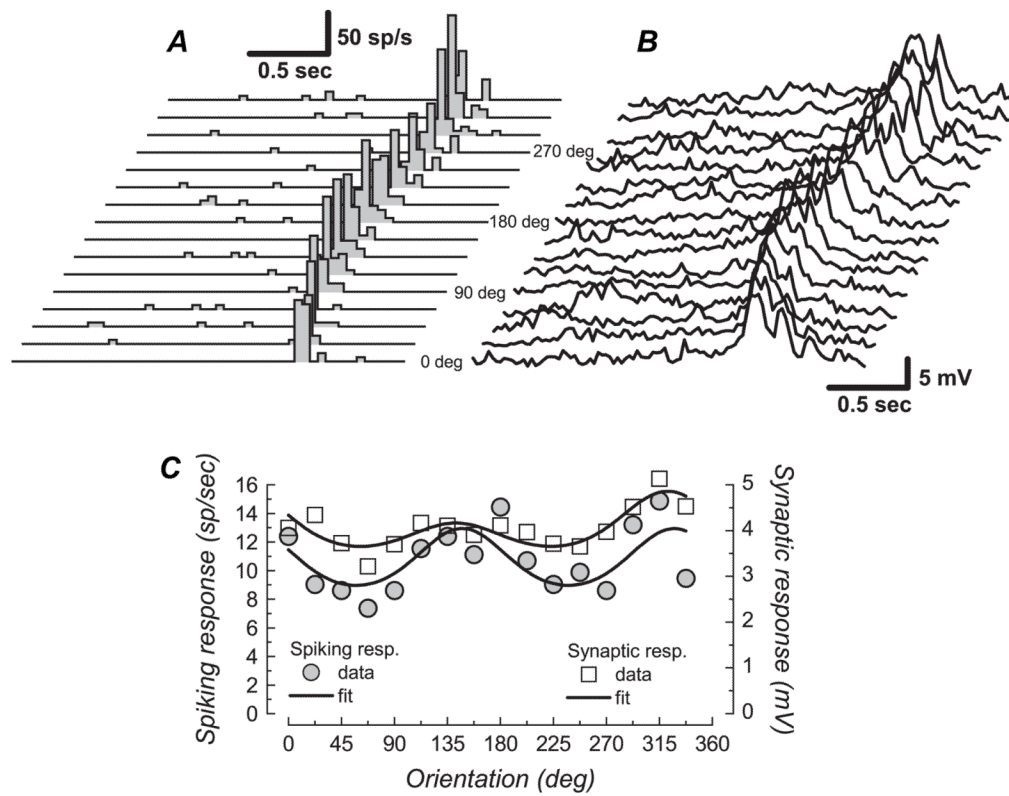 A
50 sp/s
0.5 sec
270 deg
180 deg
90 deg
0 deg
B
5 mV
0.5 sec
C
Spiking response (sp/sec)
16
14
12
10
8
6
4
2
0
Spiking resp.
data
fit
Synaptic resp.
data
fit
5
4
3
2
1
0
Synaptic response (mV)
0 45 90 135 180 225 270 315 360
Orientation (deg)